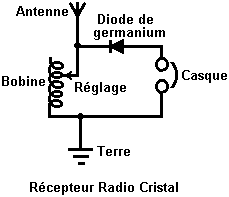 Antenne
Diode de
germanium
Bobine
Réglage
Casque
Terre
Récepteur Radio Cristal